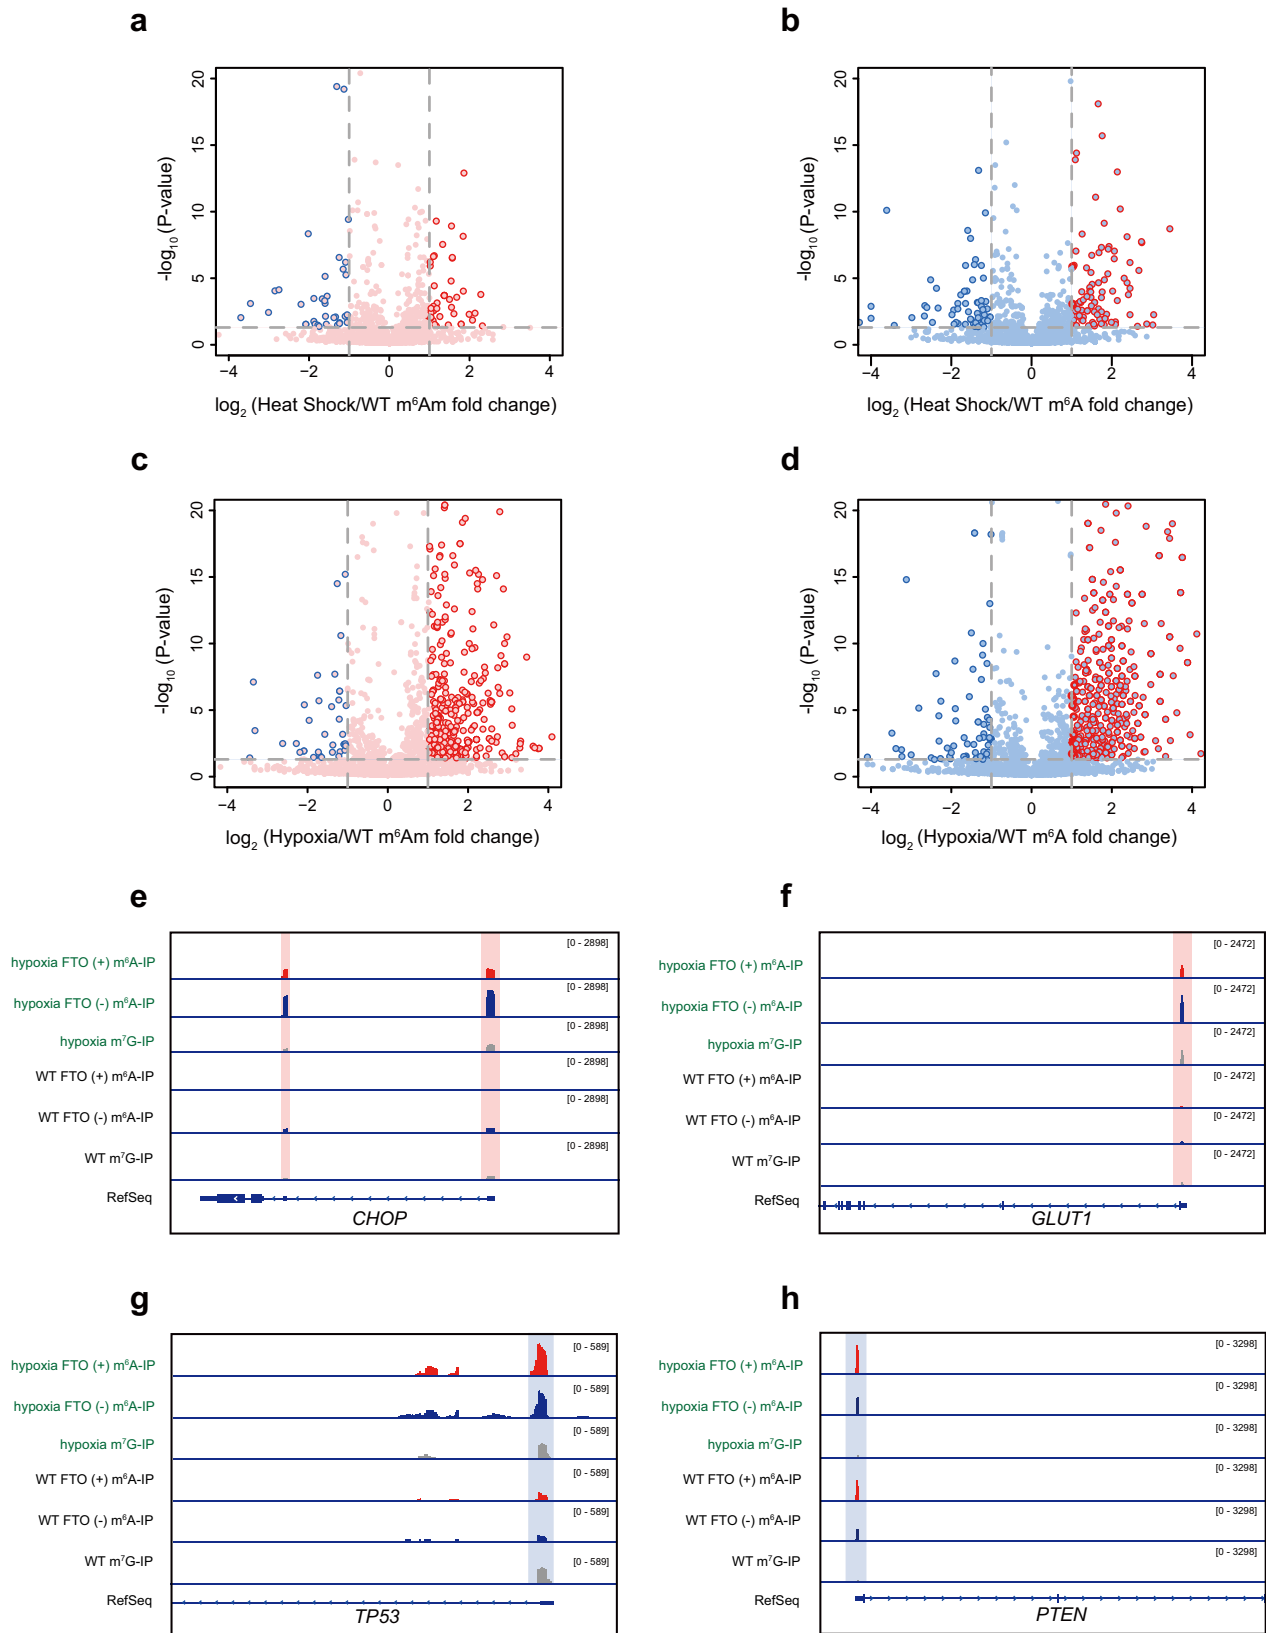 a
b
20
15
10
5
0
-log10 (P-value)
−4 −2 0 2 4
log2 (Heat Shock/WT m⁶Am fold change)
20
15
10
5
0
-log10 (P-value)
−4 −2 0 2 4
log2 (Heat Shock/WT m⁶A fold change)
c
d
20
15
10
5
0
-log10 (P-value)
−4 −2 0 2 4
log2 (Hypoxia/WT m⁶Am fold change)
20
15
10
5
0
-log10 (P-value)
−4 −2 0 2 4
log2 (Hypoxia/WT m⁶A fold change)
e
hypoxia FTO (+) m⁶A-IP [0 - 2898]
hypoxia FTO (-) m⁶A-IP [0 - 2898]
hypoxia m⁷G-IP [0 - 2898]
WT FTO (+) m⁶A-IP [0 - 2898]
WT FTO (-) m⁶A-IP [0 - 2898]
WT m⁷G-IP [0 - 2898]
RefSeq
CHOP
f
hypoxia FTO (+) m⁶A-IP [0 - 2472]
hypoxia FTO (-) m⁶A-IP [0 - 2472]
hypoxia m⁷G-IP [0 - 2472]
WT FTO (+) m⁶A-IP [0 - 2472]
WT FTO (-) m⁶A-IP [0 - 2472]
WT m⁷G-IP [0 - 2472]
RefSeq
GLUT1
g
hypoxia FTO (+) m⁶A-IP [0 - 589]
hypoxia FTO (-) m⁶A-IP [0 - 589]
hypoxia m⁷G-IP [0 - 589]
WT FTO (+) m⁶A-IP [0 - 589]
WT FTO (-) m⁶A-IP [0 - 589]
WT m⁷G-IP [0 - 589]
RefSeq
TP53
h
hypoxia FTO (+) m⁶A-IP [0 - 3298]
hypoxia FTO (-) m⁶A-IP [0 - 3298]
hypoxia m⁷G-IP [0 - 3298]
WT FTO (+) m⁶A-IP [0 - 3298]
WT FTO (-) m⁶A-IP [0 - 3298]
WT m⁷G-IP [0 - 3298]
RefSeq
PTEN